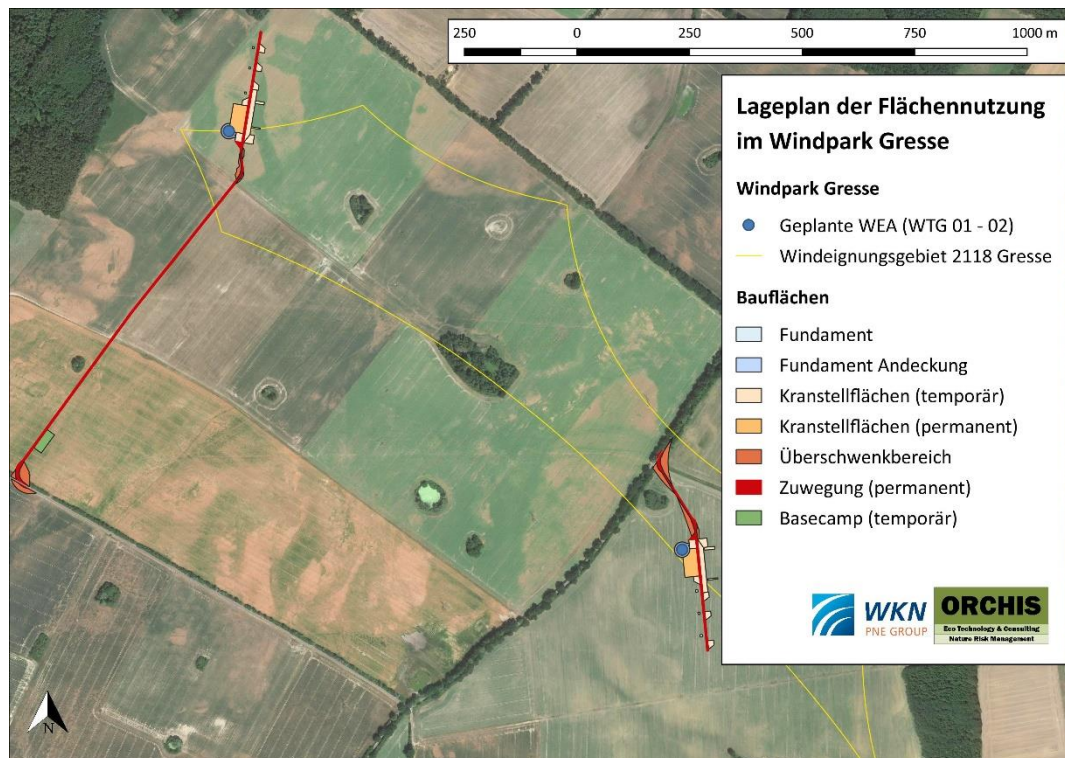 250 0 250 500 750 1000 m
Lageplan der Flächennutzung
im Windpark Gresse
Windpark Gresse
Geplante WEA (WTG 01 - 02)
Windeignungsgebiet 2118 Gresse
Bauflächen
Fundament
Fundament Andeckung
Kranstellflächen (temporär)
Kranstellflächen (permanent)
Überschwenkbereich
Zuwegung (permanent)
Basecamp (temporär)
WKN
PNE GROUP
ORCHIS
Eco Technology & Consulting
Nature Risk Management
N